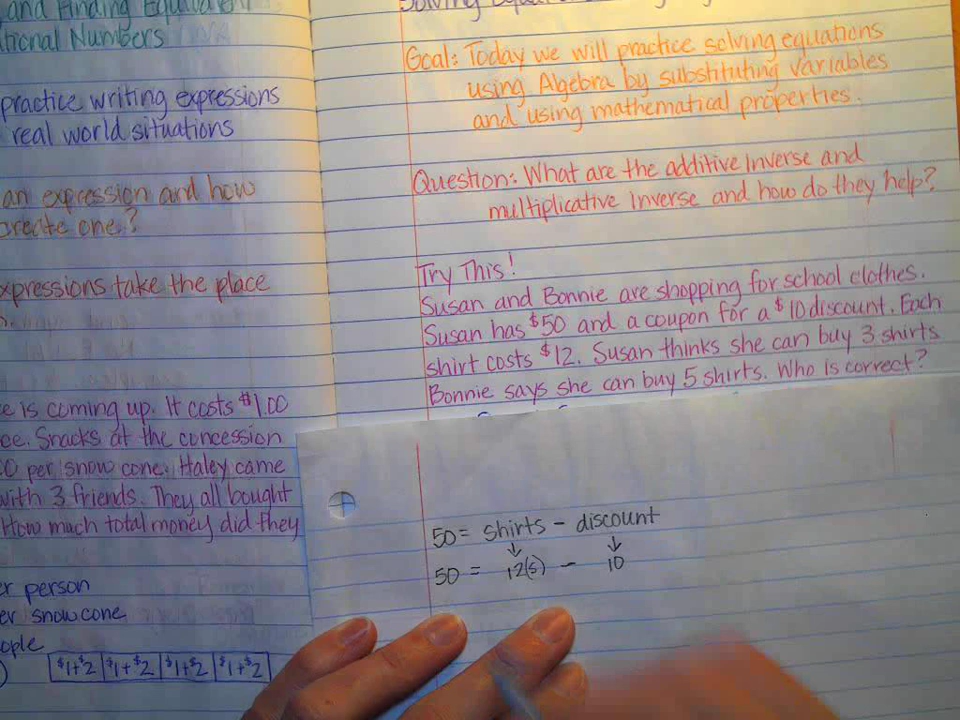 and Finding
Numbers
practice writing expressions
real world situations
an expression and how
create one?
expressions take the place
e is coming up. It costs $1.00
ee. Snacks at the concession
0 per snow cone. Haley came
with 3 friends. They all bought
How much total money did they
er person
er snow cone
ople
$1+$2 $1+$2 $1+$2 $1+$2
Goal: Today we will practice solving equations
using Algebra by substituting variables
and using mathematical properties.
Question: What are the additive inverse and
multiplicative inverse and how do they help?
Try This!
Susan and Bonnie are shopping for school clothes.
Susan has $50 and a coupon for a $10 discount. Each
shirt costs $12. Susan thinks she can buy 3 shirts
Bonnie says she can buy 5 shirts. Who is correct?
50 = shirts - discount
↓ ↓
50 = 12(s) - 10